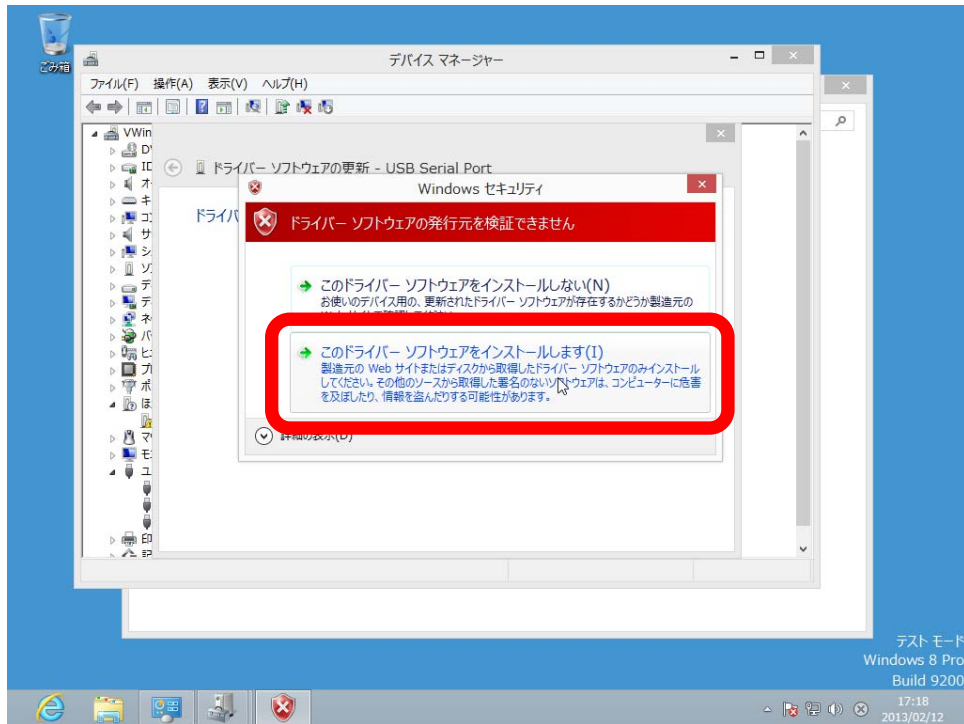 ごみ箱
デバイス マネージャー
ファイル(F) 操作(A) 表示(V) ヘルプ(H)
VWin
ドライバー ソフトウェアの更新 - USB Serial Port
Windows セキュリティ
ドライバ
ドライバー ソフトウェアの発行元を検証できません
このドライバー ソフトウェアをインストールしない(N)
お使いのデバイス用の、更新されたドライバー ソフトウェアが存在するかどうか製造元の
このドライバー ソフトウェアをインストールします(I)
製造元の Web サイトまたはディスクから取得したドライバー ソフトウェアのみインストール
してください。その他のソースから取得した署名のないソフトウェアは、コンピューターに危害
を及ぼしたり、情報を盗んだりする可能性があります。
詳細の表示(D)
テスト モード
Windows 8 Pro
Build 9200
17:18
2013/02/12